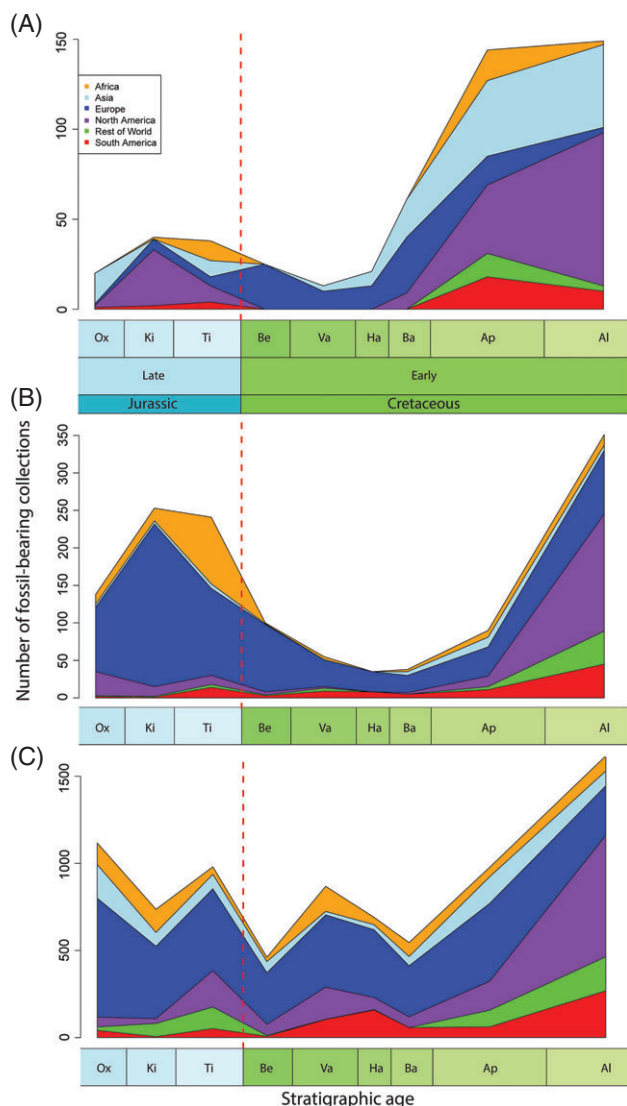 (A)
150
100
50
0
Africa
Asia
Europe
North America
Rest of World
South America
Ox Ki Ti Be Va Ha Ba Ap Al
Late Early
Jurassic Cretaceous
(B)
Number of fossil-bearing collections
350
300
250
200
150
100
50
0
Ox Ki Ti Be Va Ha Ba Ap Al
(C)
1500
1000
500
0
Ox Ki Ti Be Va Ha Ba Ap Al
Stratigraphic age